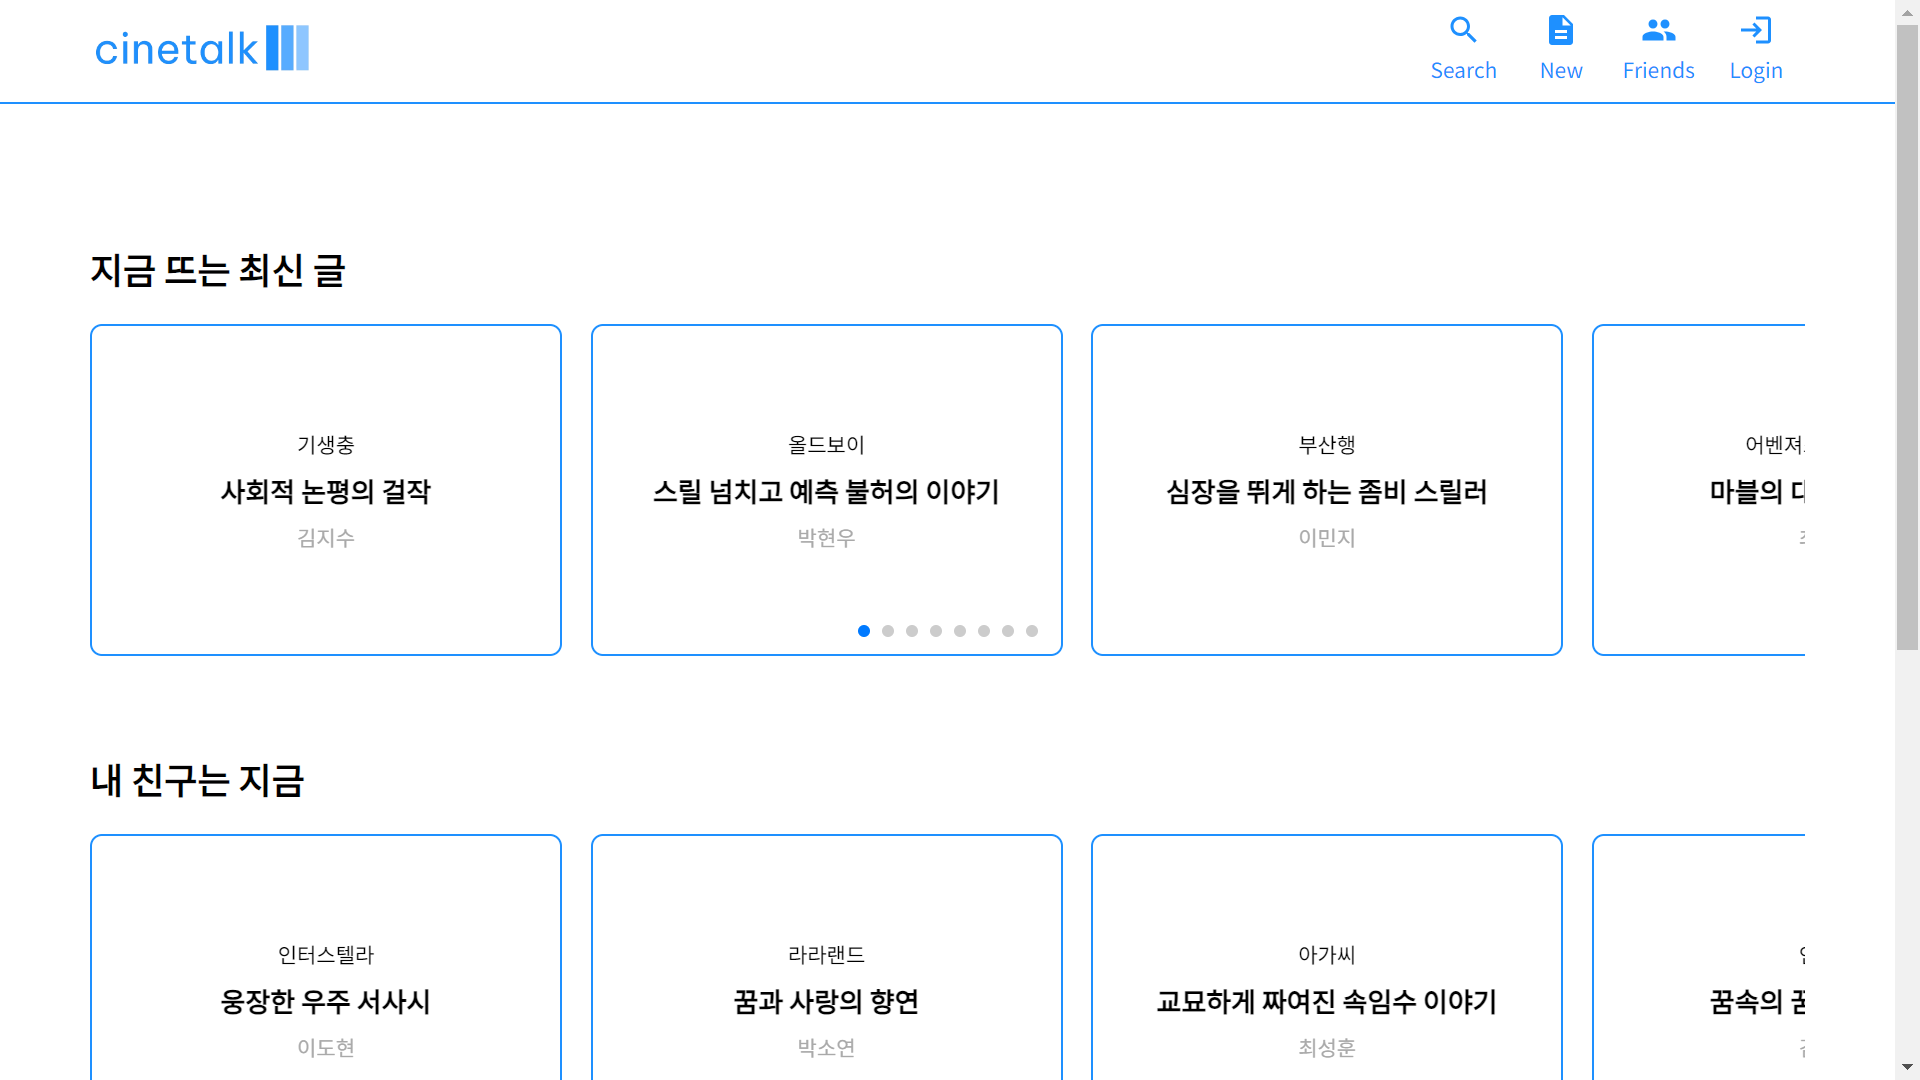 cinetalk
Search
New
Friends
Login
지금 뜨는 최신 글
기생충
사회적 논평의 걸작
김지수
올드보이
스릴 넘치고 예측 불허의 이야기
박현우
부산행
심장을 뛰게 하는 좀비 스릴러
이민지
어벤져
마블의
내 친구는 지금
인터스텔라
웅장한 우주 서사시
이도현
라라랜드
꿈과 사랑의 향연
박소연
아가씨
교묘하게 짜여진 속임수 이야기
최성훈
꿈속의